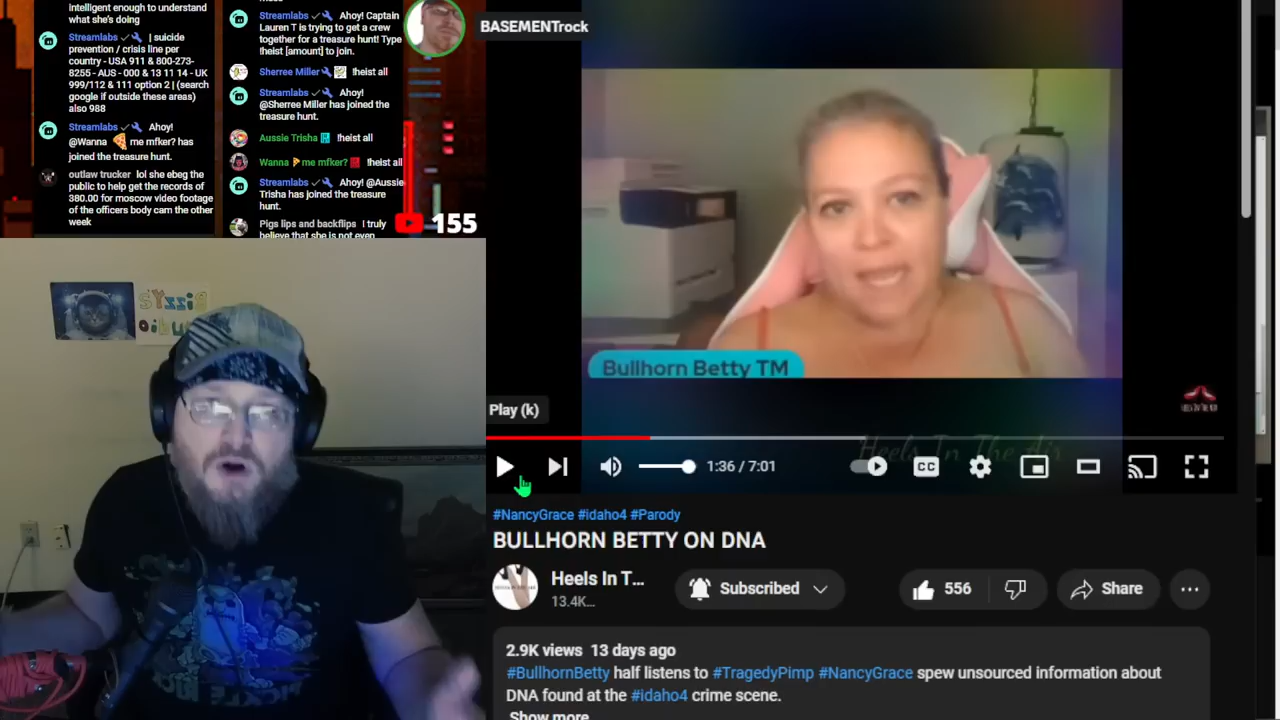 intelligent enough to understand
what she's doing
Streamlabs | suicide
prevention / crisis line per
country - USA 911 & 800-273-
8255 - AUS - 000 & 13 11 14 - UK
999/112 & 111 option 2 | (search
google if outside these areas)
also 988
Streamlabs Ahoy!
@Wanna 🍕 me mfker? has
joined the treasure hunt.
outlaw trucker lol she ebeg the
public to help get the records of
380.00 for moscow video footage
of the officers body cam the other
week
Streamlabs Ahoy! Captain
Lauren T is trying to get a crew
together for a treasure hunt! Type
!heist [amount] to join.
Sherree Miller !heist all
Streamlabs Ahoy!
@Sherree Miller has joined the
treasure hunt.
Aussie Trisha !heist all
Wanna 🍕 me mfker? !heist all
Streamlabs Ahoy! @Aussie
Trisha has joined the treasure
hunt.
Pigs lips and backflips I truly
believe that she is not even
155
BASEMENTrock
Bullhorn Betty TM
Heels In The Air
Play (k)
1:36 / 7:01
CC
#NancyGrace #idaho4 #Parody
BULLHORN BETTY ON DNA
Heels In T...
13.4K...
Subscribed
556
Share
2.9K views 13 days ago
#BullhornBetty half listens to #TragedyPimp #NancyGrace spew unsourced information about
DNA found at the #idaho4 crime scene.
Show more